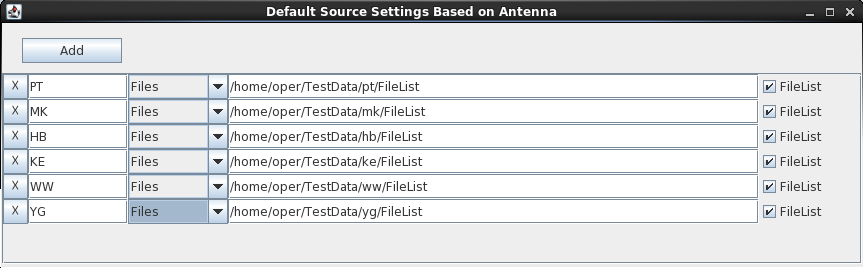 Default Source Settings Based on Antenna
Add
X PT Files /home/oper/TestData/pt/FileList FileList
X MK Files /home/oper/TestData/mk/FileList FileList
X HB Files /home/oper/TestData/hb/FileList FileList
X KE Files /home/oper/TestData/ke/FileList FileList
X WW Files /home/oper/TestData/ww/FileList FileList
X YG Files /home/oper/TestData/yg/FileList FileList